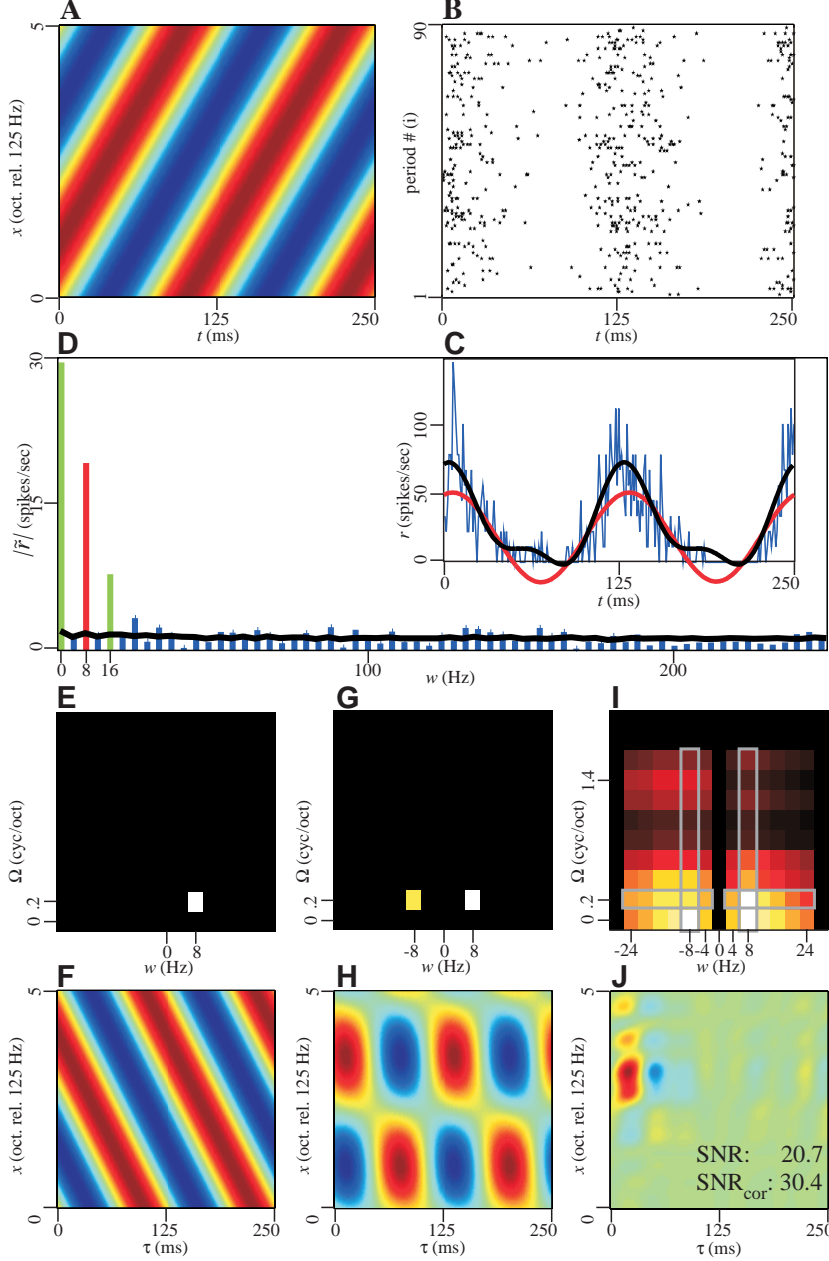 A
B
5
x (oct. rel. 125 Hz)
0
0
125
250
t (ms)
90
period # (i)
1
0
125
250
t (ms)
D
C
30
15
0
|r̃| (spikes/sec)
0
8
16
100
200
w (Hz)
100
50
0
r (spikes/sec)
0
125
250
t (ms)
E
G
I
Ω (cyc/oct)
0.2
0
0
8
w (Hz)
Ω (cyc/oct)
0 .2
-8
0
8
w (Hz)
Ω (cyc/oct)
1.4
0 .2
-24
-8
-4
0
4
8
24
w (Hz)
F
H
J
5
x (oct. rel. 125 Hz)
0
0
125
250
τ (ms)
5
x (oct. rel. 125 Hz)
0
0
125
250
τ (ms)
5
x (oct. rel. 125 Hz)
0
SNR: 20.7
SNRcor: 30.4
0
125
250
τ (ms)